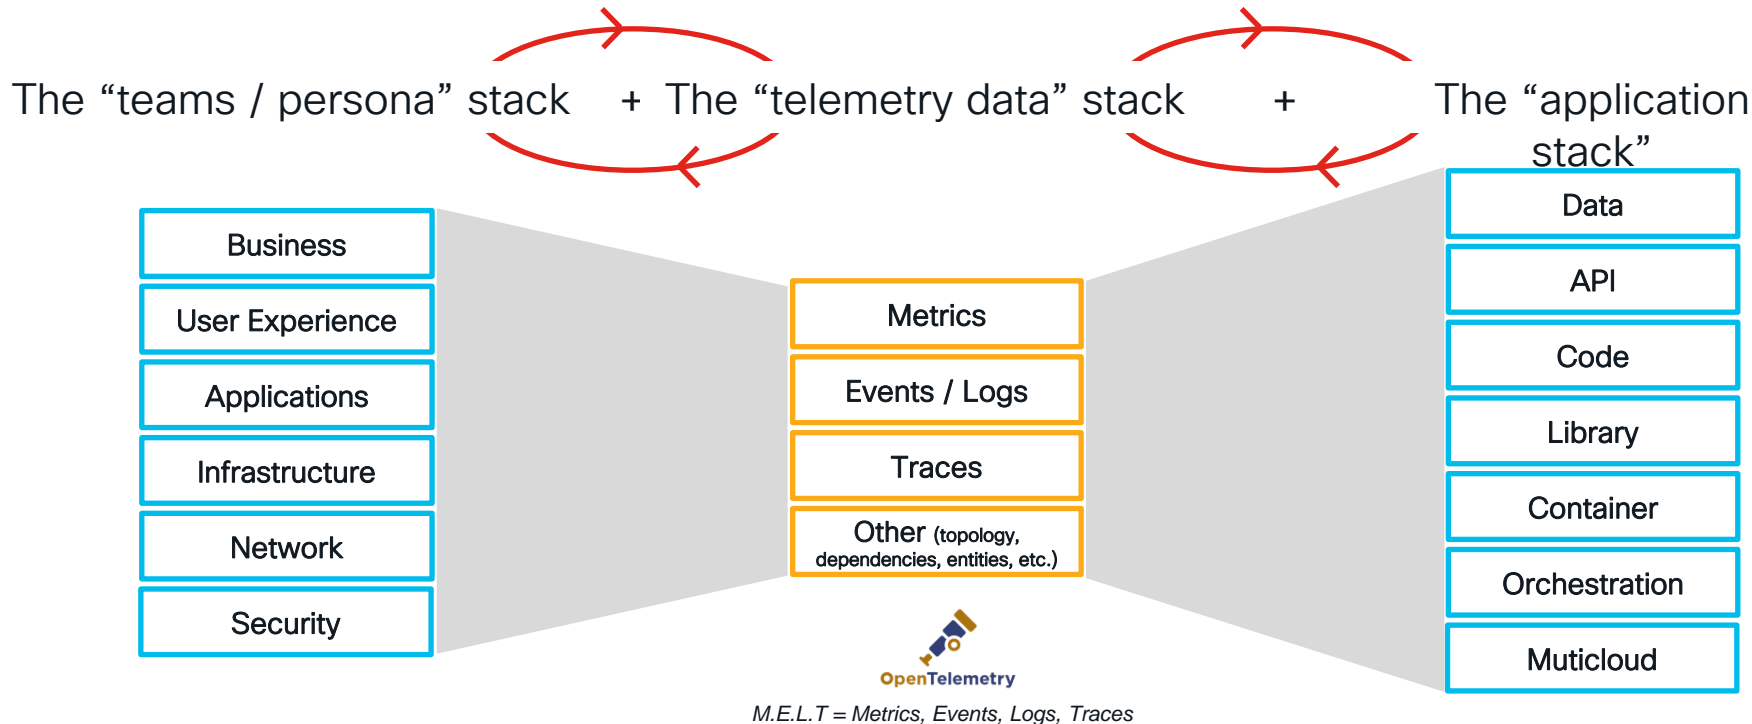 The “teams / persona” stack + The “telemetry data” stack + The “application
stack”
Business
User Experience
Applications
Infrastructure
Network
Security
Metrics
Events / Logs
Traces
Other (topology,
dependencies, entities, etc.)
OpenTelemetry
M.E.L.T = Metrics, Events, Logs, Traces
Data
API
Code
Library
Container
Orchestration
Muticloud